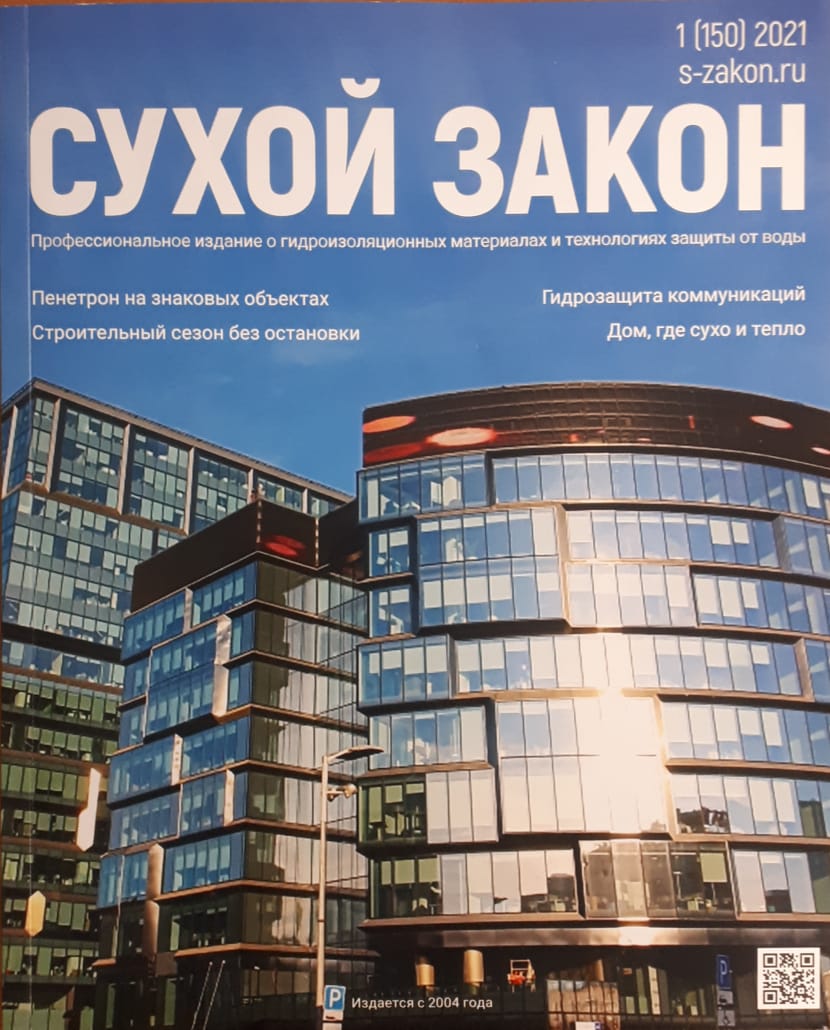 1 (150) 2021
s-zakon.ru
СУХОЙ ЗАКОН
Профессиональное издание о гидроизоляционных материалах и технологиях защиты от воды
Пенетрон на знаковых объектах
Строительный сезон без остановки
Гидрозащита коммуникаций
Дом, где сухо и тепло
P
P
Издается с 2004 года